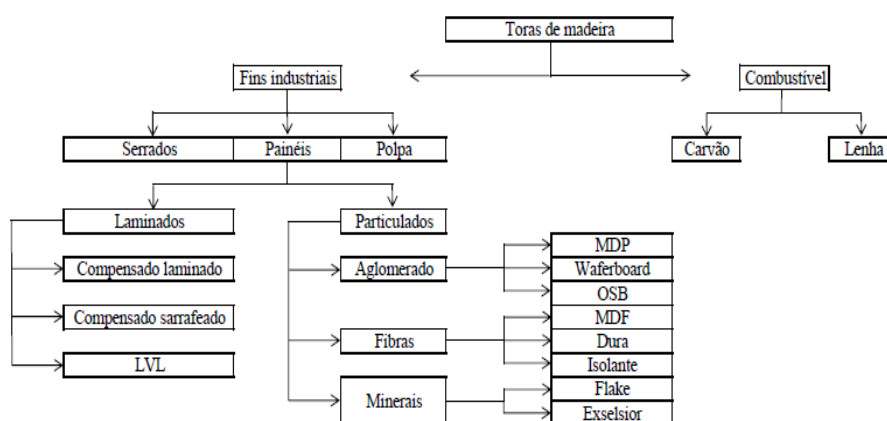 Toras de madeira
Fins industriais
Combustível
Serrados
Painéis
Polpa
Carvão
Lenha
Laminados
Particulados
MDP
Compensado laminado
Aglomerado
Waferboard
OSB
Compensado sarrafeado
MDF
Fibras
Dura
LVL
Isolante
Minerais
Flake
Exselsior